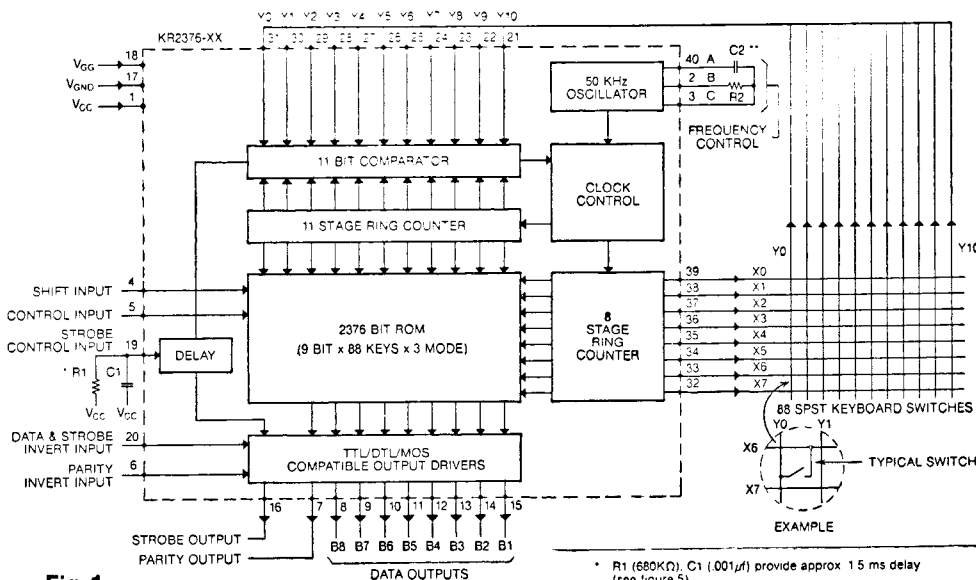 Y0 Y1 Y2 Y3 Y4 Y5 Y6 Y7 Y8 Y9 Y10
31 30 29 28 27 26 25 24 23 22 21
KR2376-XX
VGG 18
VGND 17
VCC 1
50 KHz OSCILLATOR
40 A
2 B
3 C
C2 **
R2
FREQUENCY CONTROL
11 BIT COMPARATOR
CLOCK CONTROL
11 STAGE RING COUNTER
Y0 Y10
SHIFT INPUT 4
CONTROL INPUT 5
STROBE CONTROL INPUT 19
DELAY
* R1 C1
VCC VCC
2376 BIT ROM
(9 BIT x 88 KEYS x 3 MODE)
8 STAGE RING COUNTER
39 X0
38 X1
37 X2
36 X3
35 X4
34 X5
33 X6
32 X7
88 SPST KEYBOARD SWITCHES
DATA & STROBE INVERT INPUT 20
PARITY INVERT INPUT 6
TTL/DTL/MOS
COMPATIBLE OUTPUT DRIVERS
Y0 Y1
X6
X7
TYPICAL SWITCH
EXAMPLE
16 7 8 9 10 11 12 13 14 15
STROBE OUTPUT
PARITY OUTPUT
B8 B7 B6 B5 B4 B3 B2 B1
DATA OUTPUTS
* R1 (680KΩ), C1 (.001µf) provide approx 1.5 ms delay
(see figure 5)